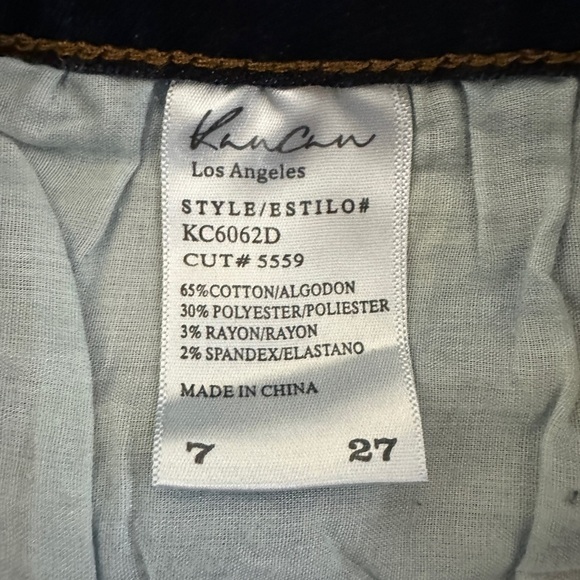 KanCan
Los Angeles
STYLE/ESTILO#
KC6062D
CUT# 5559
65%COTTON/ALGODON
30% POLYESTER/POLIESTER
3% RAYON/RAYON
2% SPANDEX/ELASTANO
MADE IN CHINA
7 27